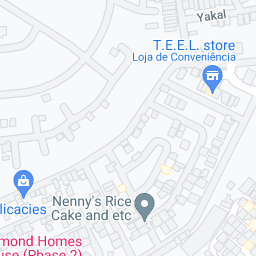 Yakal
T.E.E.L. store
Loja de Conveniência
licacies
Nenny's Rice
Cake and etc
mond Homes
use (Phase 2)